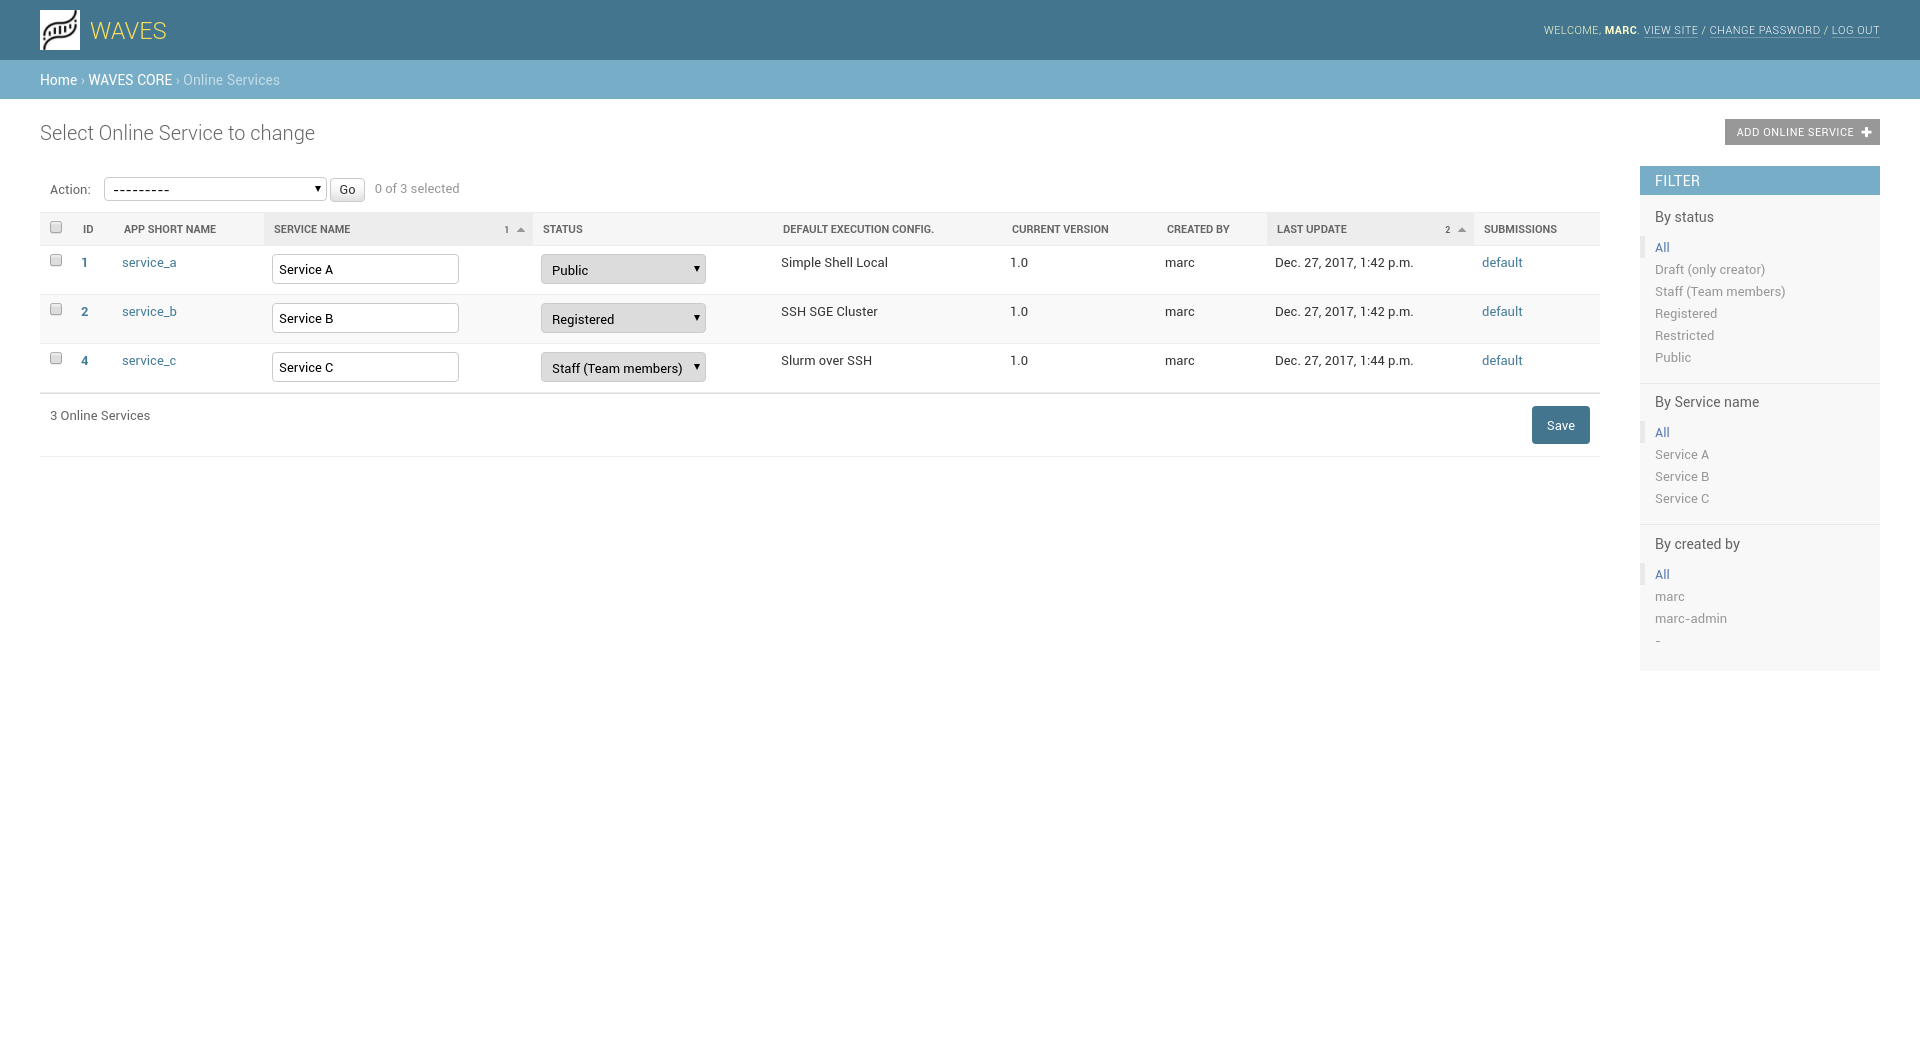 WAVES
WELCOME, MARC. VIEW SITE / CHANGE PASSWORD / LOG OUT
Home › WAVES CORE › Online Services
Select Online Service to change
ADD ONLINE SERVICE
Action: --------- Go 0 of 3 selected
ID APP SHORT NAME SERVICE NAME 1 STATUS DEFAULT EXECUTION CONFIG. CURRENT VERSION CREATED BY LAST UPDATE 2 SUBMISSIONS
1 service_a Service A Public Simple Shell Local 1.0 marc Dec. 27, 2017, 1:42 p.m. default
2 service_b Service B Registered SSH SGE Cluster 1.0 marc Dec. 27, 2017, 1:42 p.m. default
4 service_c Service C Staff (Team members) Slurm over SSH 1.0 marc Dec. 27, 2017, 1:44 p.m. default
3 Online Services
Save
FILTER
By status
All
Draft (only creator)
Staff (Team members)
Registered
Restricted
Public
By Service name
All
Service A
Service B
Service C
By created by
All
marc
marc-admin
-